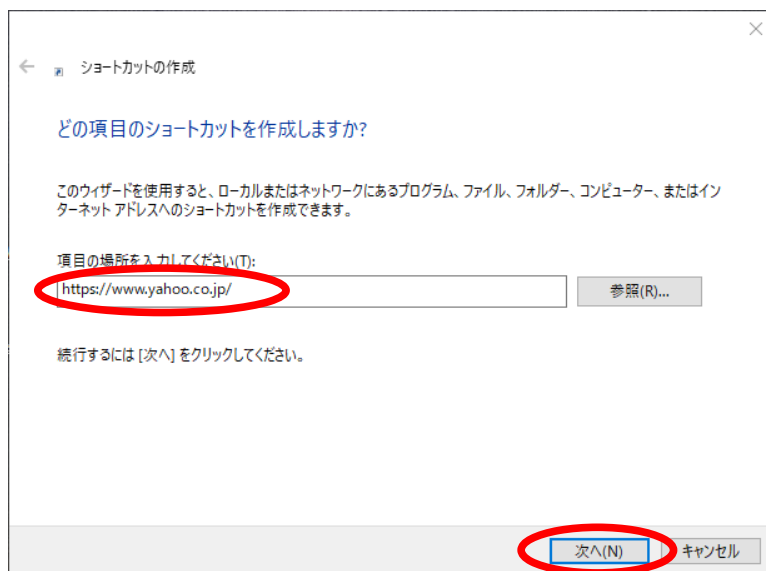 ショートカットの作成
どの項目のショートカットを作成しますか?
このウィザードを使用すると、ローカルまたはネットワークにあるプログラム、ファイル、フォルダー、コンピューター、またはイン
ターネット アドレスへのショートカットを作成できます。
項目の場所を入力してください(T):
https://www.yahoo.co.jp/
参照(R)...
続行するには [次へ] をクリックしてください。
次へ(N)
キャンセル